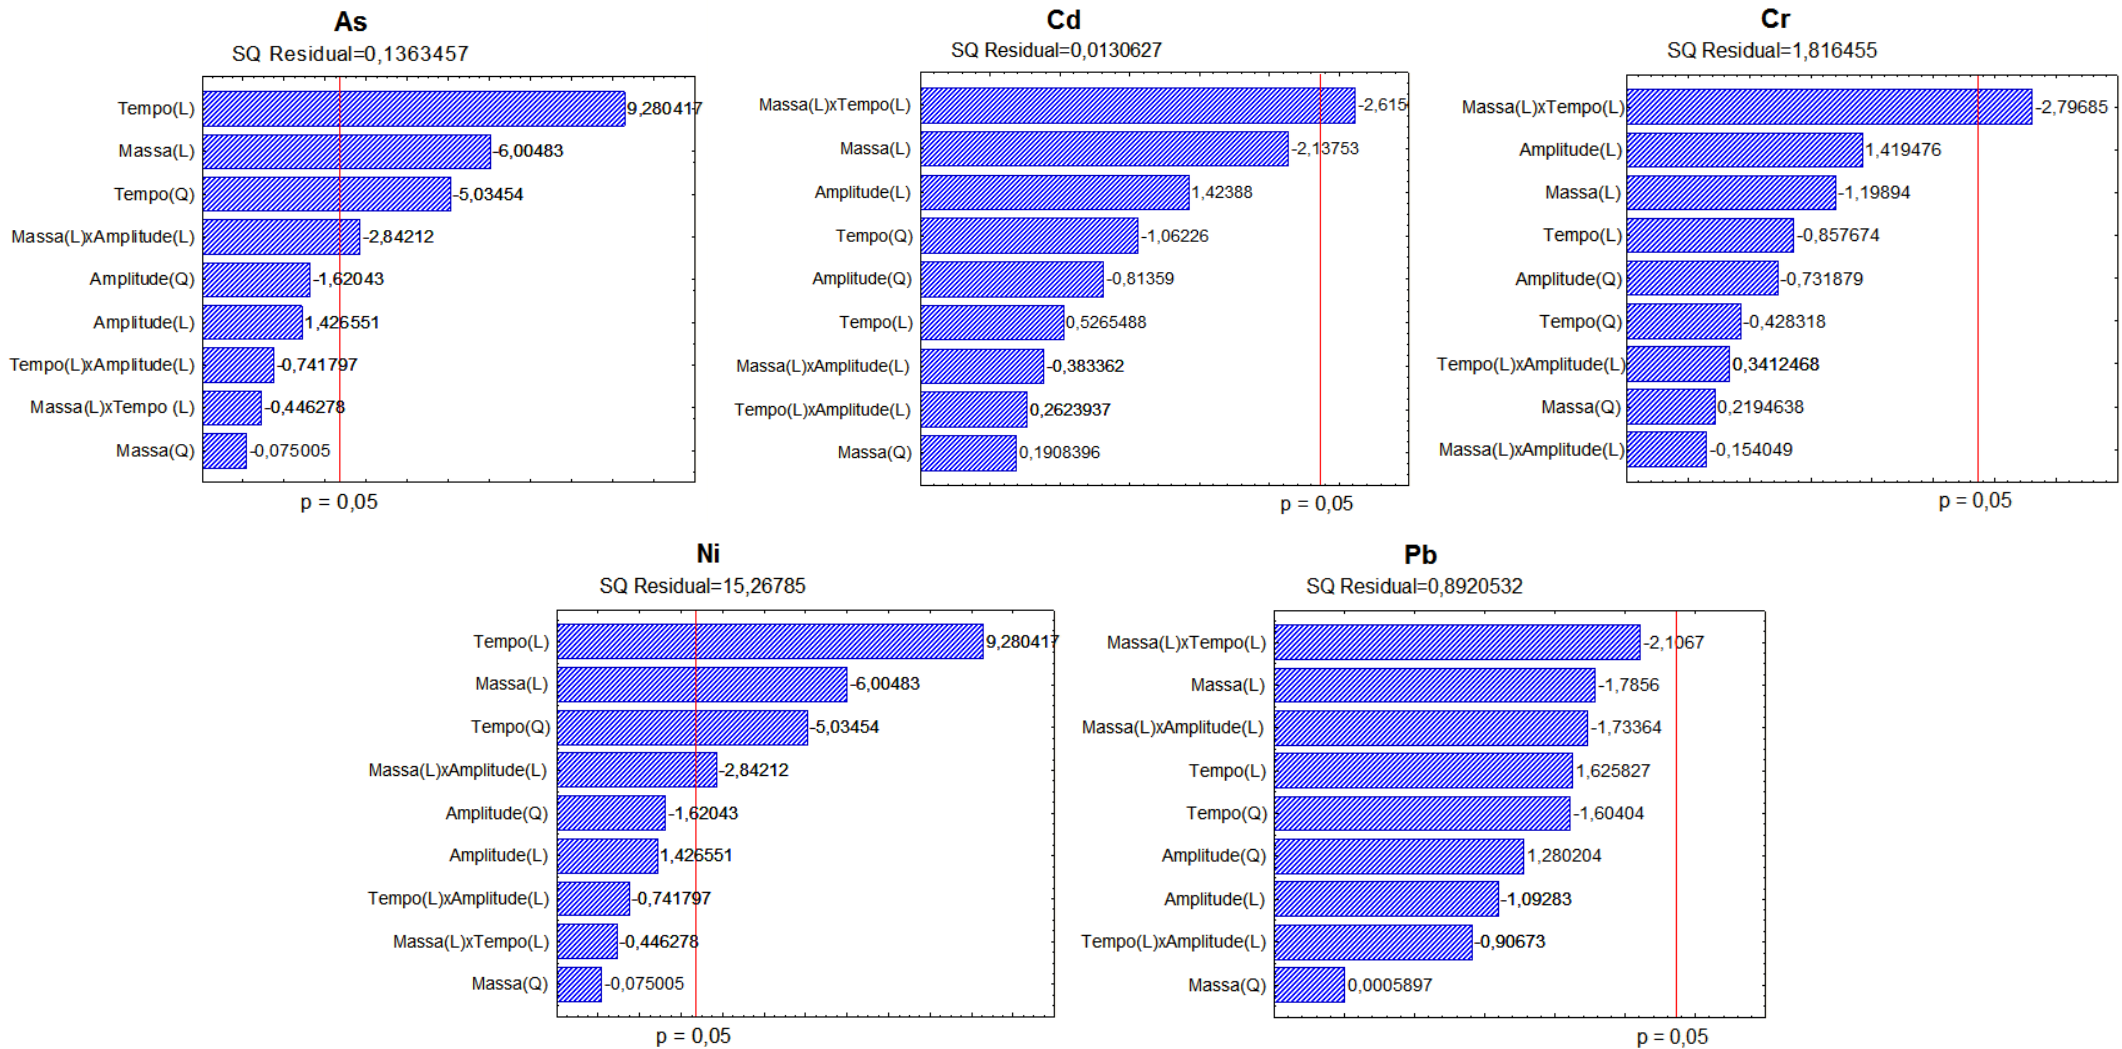 As
SQ Residual=0,1363457
Tempo(L)
9,280417
Massa(L)
-6,00483
Tempo(Q)
-5,03454
Massa(L)xAmplitude(L)
-2,84212
Amplitude(Q)
-1,62043
Amplitude(L)
1,426551
Tempo(L)xAmplitude(L)
-0,741797
Massa(L)xTempo (L)
-0,446278
Massa(Q)
-0,075005
p = 0,05
Cd
SQ Residual=0,0130627
Massa(L)xTempo(L)
-2,615
Massa(L)
-2,13753
Amplitude(L)
1,42388
Tempo(Q)
-1,06226
Amplitude(Q)
-0,81359
Tempo(L)
0,5265488
Massa(L)xAmplitude(L)
-0,383362
Tempo(L)xAmplitude(L)
0,2623937
Massa(Q)
0,1908396
p = 0,05
Cr
SQ Residual=1,816455
Massa(L)xTempo(L)
-2,79685
Amplitude(L)
1,419476
Massa(L)
-1,19894
Tempo(L)
-0,857674
Amplitude(Q)
-0,731879
Tempo(Q)
-0,428318
Tempo(L)xAmplitude(L)
0,3412468
Massa(Q)
0,2194638
Massa(L)xAmplitude(L)
-0,154049
p = 0,05
Ni
SQ Residual=15,26785
Tempo(L)
9,280417
Massa(L)
-6,00483
Tempo(Q)
-5,03454
Massa(L)xAmplitude(L)
-2,84212
Amplitude(Q)
-1,62043
Amplitude(L)
1,426551
Tempo(L)xAmplitude(L)
-0,741797
Massa(L)xTempo(L)
-0,446278
Massa(Q)
-0,075005
p = 0,05
Pb
SQ Residual=0,8920532
Massa(L)xTempo(L)
-2,1067
Massa(L)
-1,7856
Massa(L)xAmplitude(L)
-1,73364
Tempo(L)
1,625827
Tempo(Q)
-1,60404
Amplitude(Q)
1,280204
Amplitude(L)
-1,09283
Tempo(L)xAmplitude(L)
-0,90673
Massa(Q)
0,0005897
p = 0,05